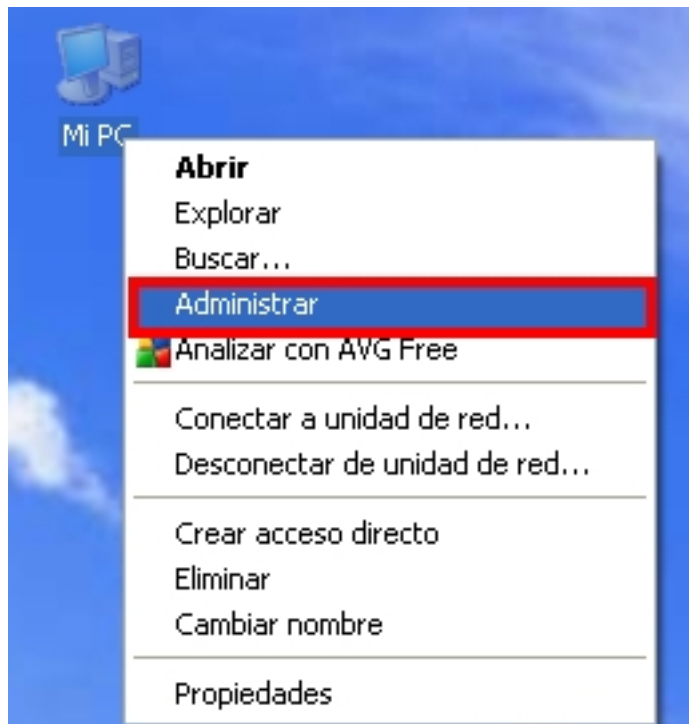 Mi PC
Abrir
Explorar
Buscar...
Administrar
Analizar con AVG Free
Conectar a unidad de red...
Desconectar de unidad de red...
Crear acceso directo
Eliminar
Cambiar nombre
Propiedades